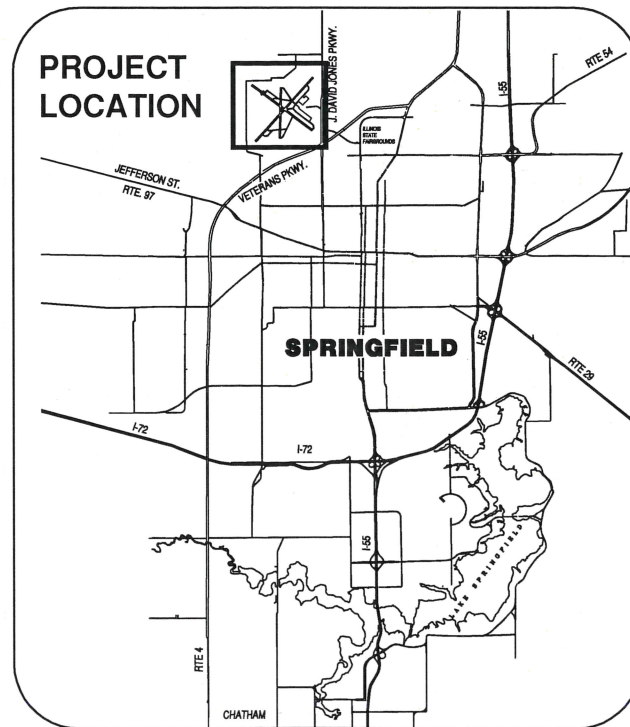 PROJECT
LOCATION
J. DAVID JONES PKWY.
I-55
RTE 54
ILLINOIS
STATE
FAIRGROUNDS
JEFFERSON ST.
RTE. 97
VETERANS PKWY.
SPRINGFIELD
I-55
RTE 29
I-72
I-72
I-55
LAKE SPRINGFIELD
RTE 4
CHATHAM